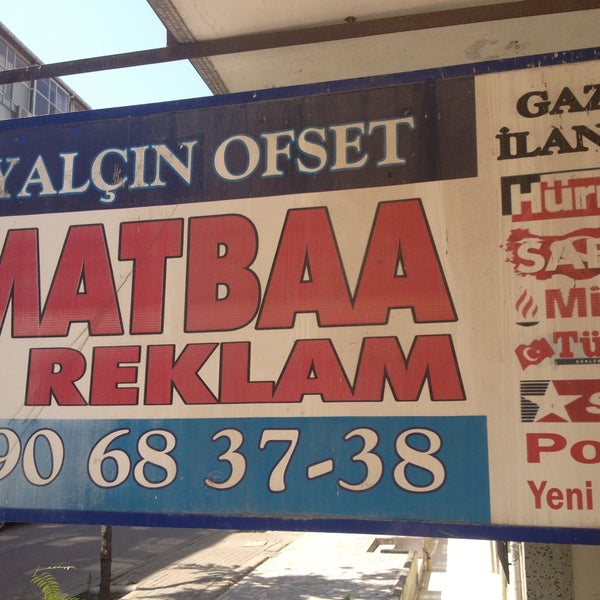 YALÇIN OFSET
MATBAA
REKLAM
90 68 37-38
GAZ
İLAN
Hürr
SA
Mi
Tü
S
Po
Yeni